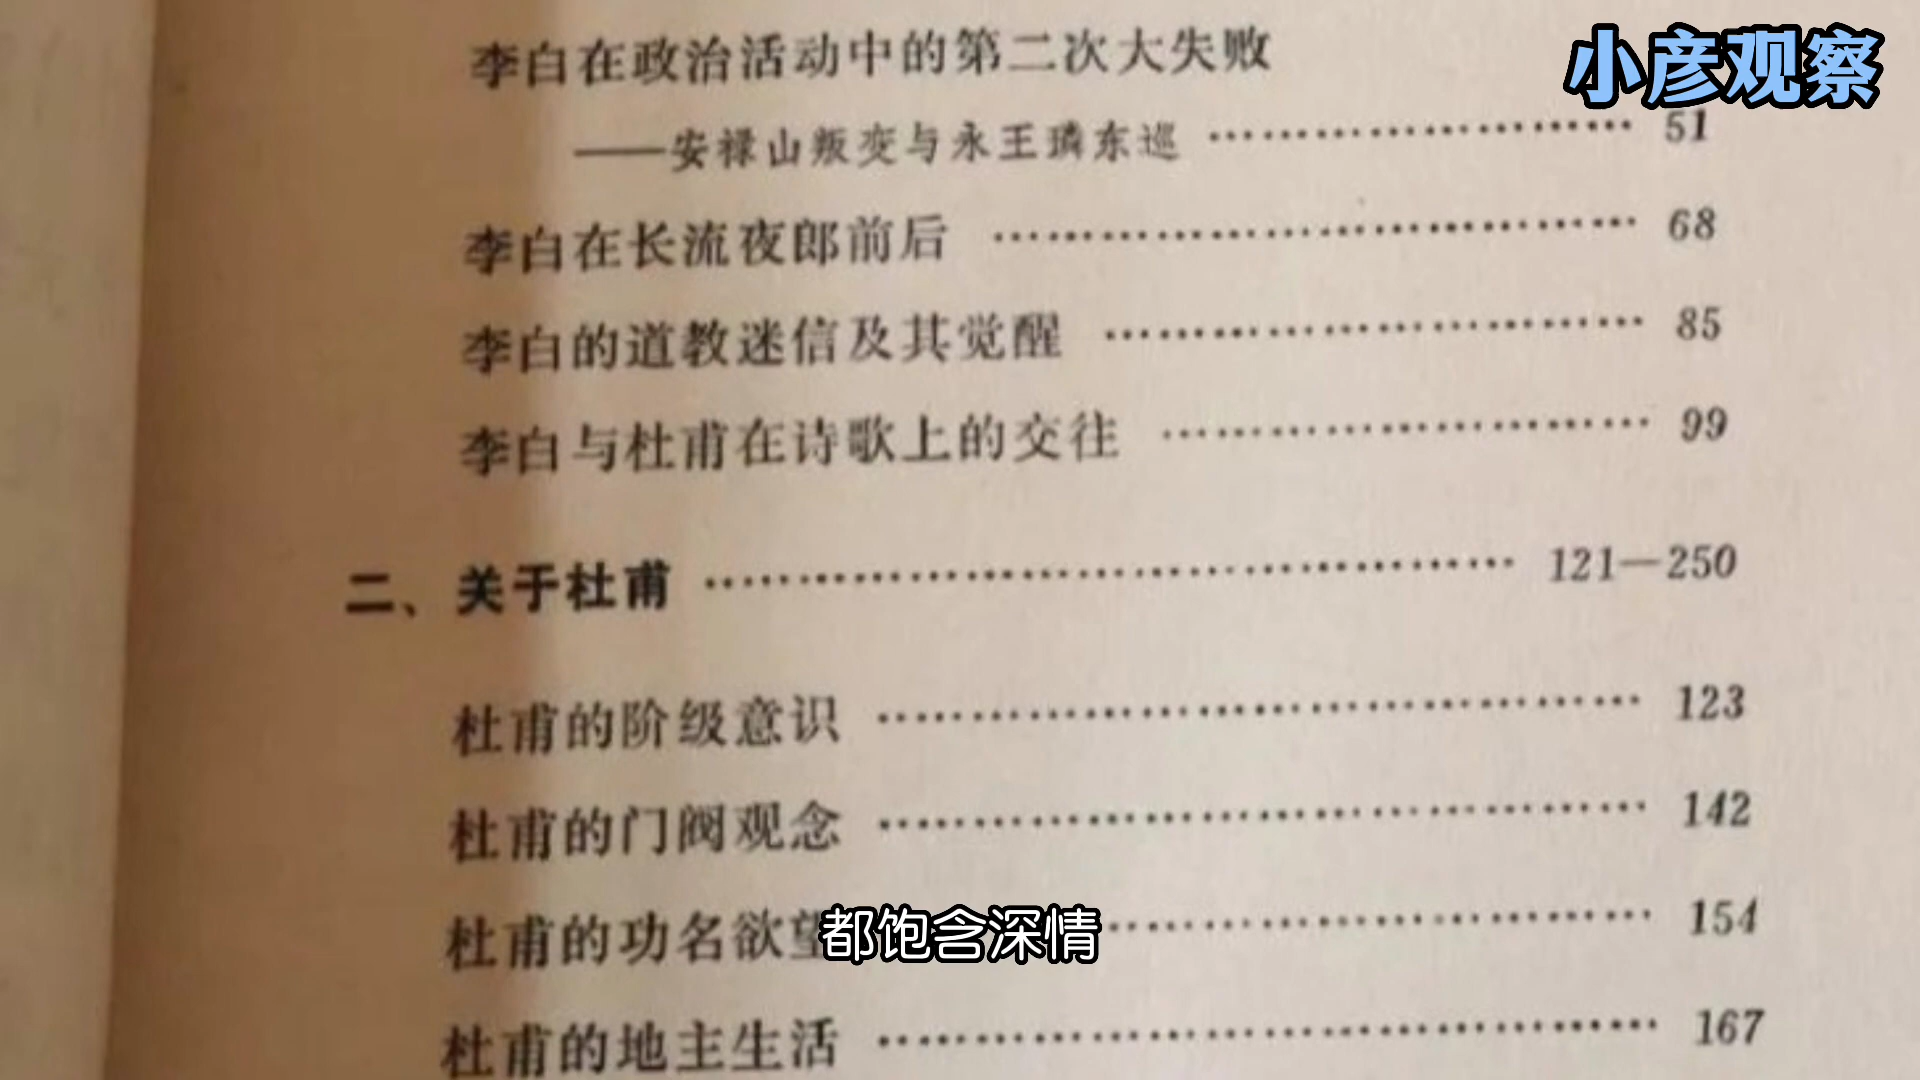 小彦观察
李白在政治活动中的第二次大失败
——安禄山叛变与永王璘东巡 …………………… 51
李白在长流夜郎前后 …………………………… 68
李白的道教迷信及其觉醒 ……………………… 85
李白与杜甫在诗歌上的交往 …………………… 99
二、关于杜甫 ………………………………… 121—250
杜甫的阶级意识 ……………………………… 123
杜甫的门阀观念 ……………………………… 142
杜甫的功名欲望 ……………………………… 154
都饱含深情
杜甫的地主生活 ……………………………… 167